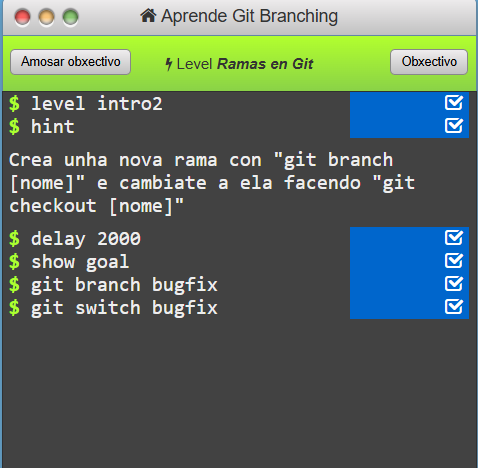 Aprende Git Branching
Amosar obxectivo
Level Ramas en Git
Obxectivo
$ level intro2
$ hint
Crea unha nova rama con "git branch
[nome]" e cambiate a ela facendo "git
checkout [nome]"
$ delay 2000
$ show goal
$ git branch bugfix
$ git switch bugfix